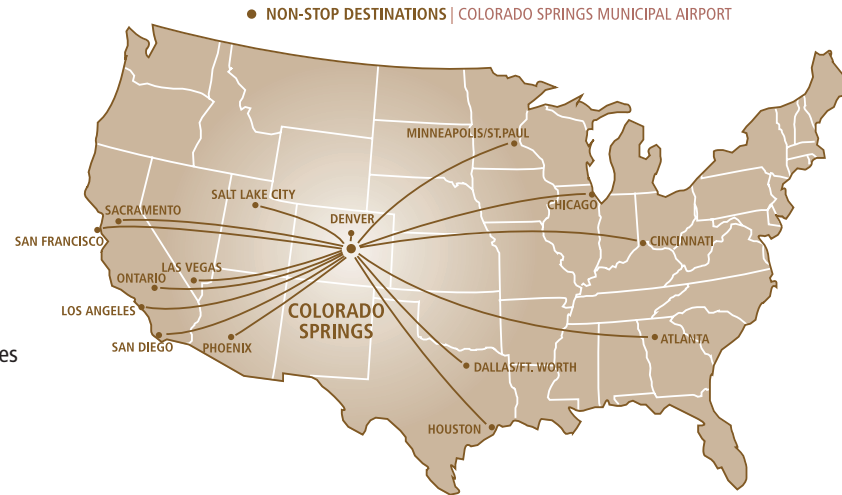 NON-STOP DESTINATIONS | COLORADO SPRINGS MUNICIPAL AIRPORT
MINNEAPOLIS/ST.PAUL
SALT LAKE CITY
CHICAGO
SACRAMENTO
DENVER
SAN FRANCISCO
CINCINNATI
LAS VEGAS
ONTARIO
LOS ANGELES
COLORADO
SPRINGS
SAN DIEGO
PHOENIX
ATLANTA
es
DALLAS/FT. WORTH
HOUSTON